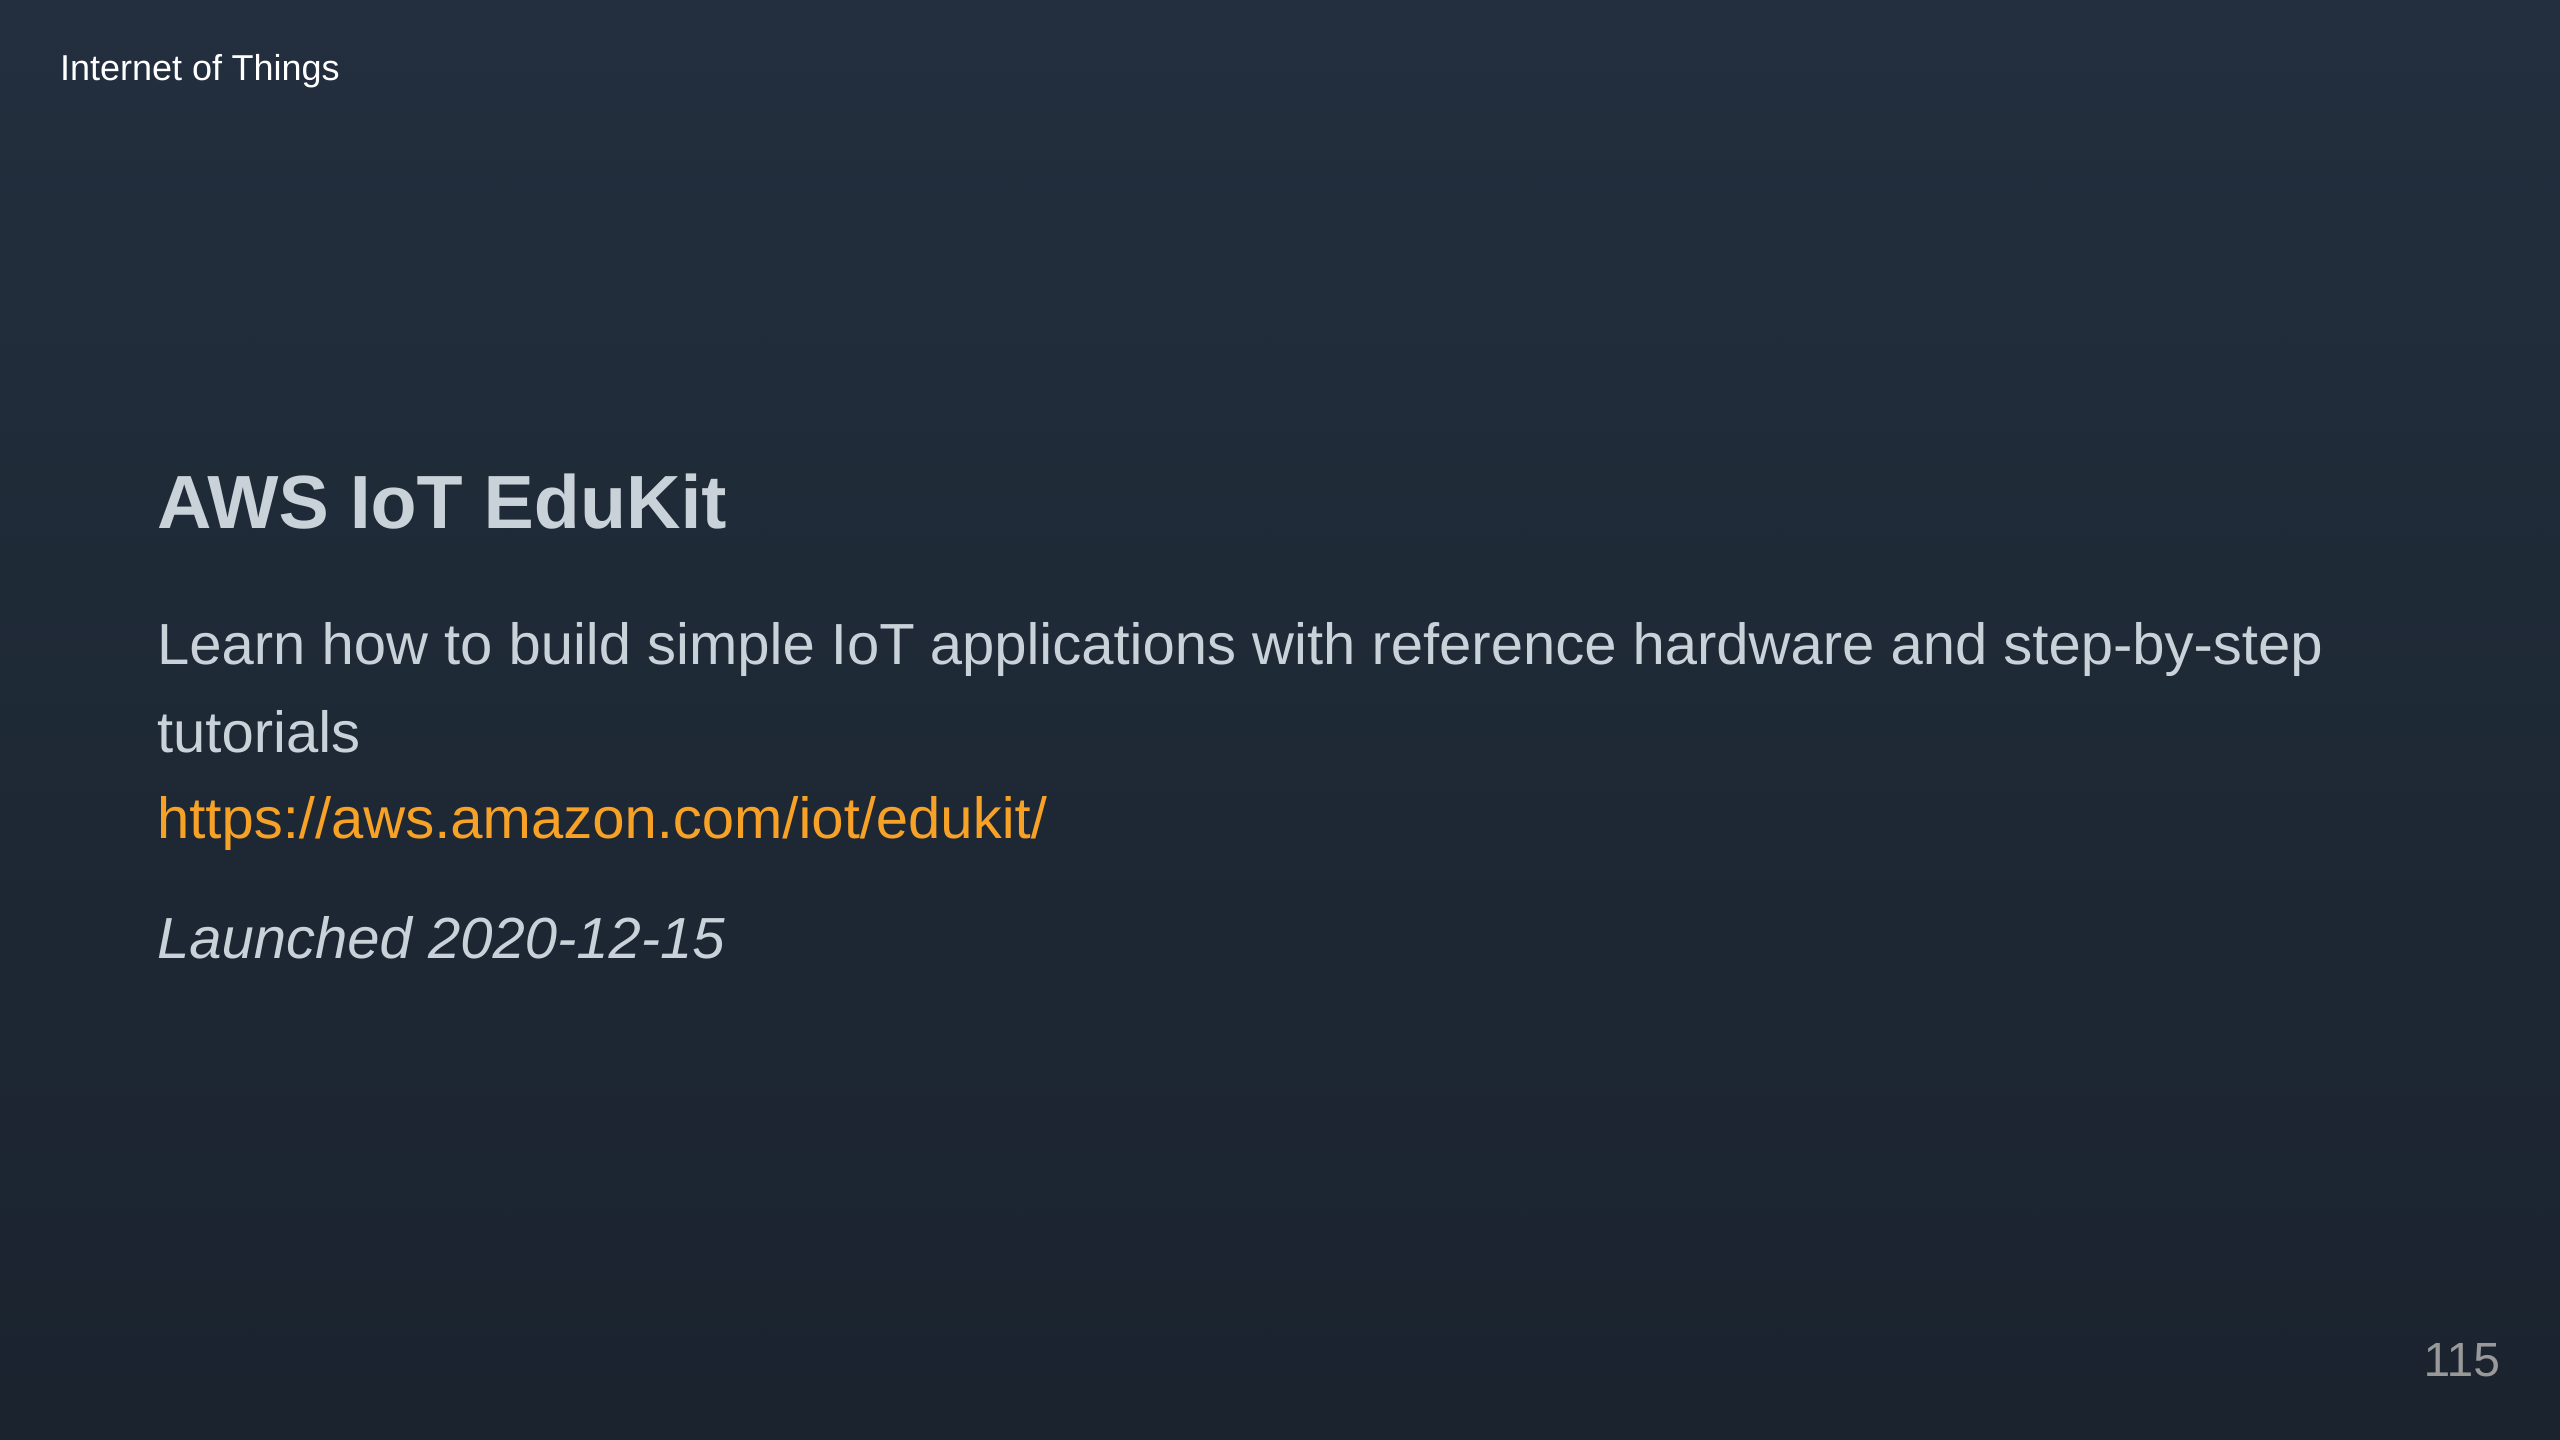 Internet of Things
AWS IoT EduKit
Learn how to build simple IoT applications with reference hardware and step-by-step
tutorials
https://aws.amazon.com/iot/edukit/
Launched 2020-12-15
115